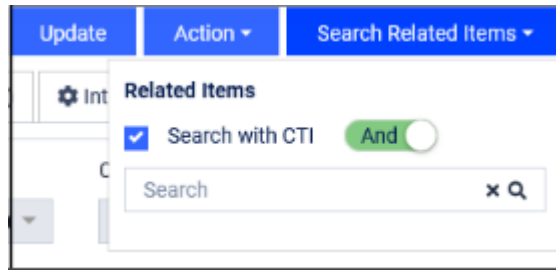 Update
Action
Search Related Items
Int
Related Items
Search with CTI
And
C
Search